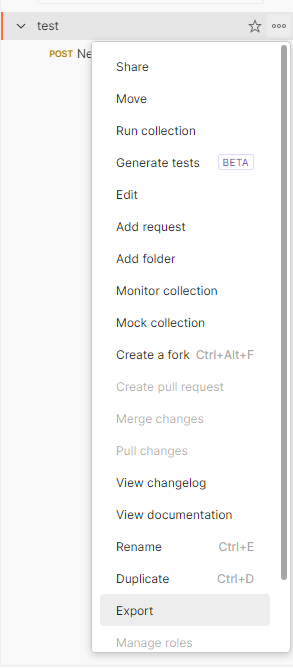 test
POST Ne
Share
Move
Run collection
Generate tests BETA
Edit
Add request
Add folder
Monitor collection
Mock collection
Create a fork Ctrl+Alt+F
Create pull request
Merge changes
Pull changes
View changelog
View documentation
Rename Ctrl+E
Duplicate Ctrl+D
Export
Manage roles